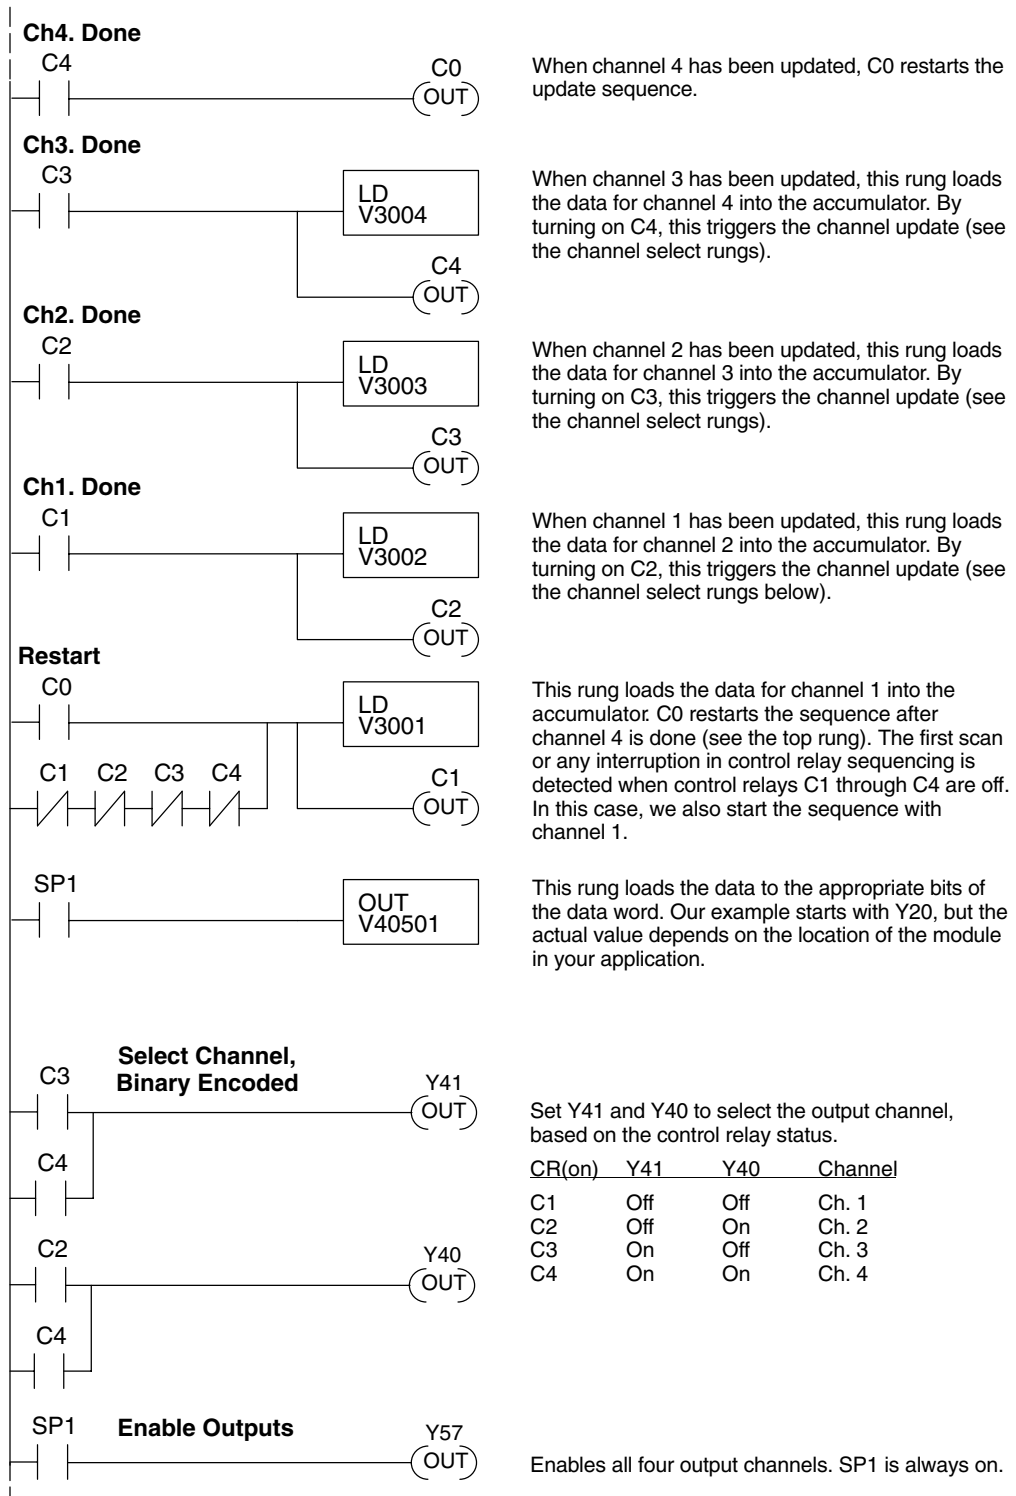 Ch4. Done
C4
C0
OUT
When channel 4 has been updated, C0 restarts the
update sequence.
Ch3. Done
C3
LD
V3004
C4
OUT
When channel 3 has been updated, this rung loads
the data for channel 4 into the accumulator. By
turning on C4, this triggers the channel update (see
the channel select rungs).
Ch2. Done
C2
LD
V3003
C3
OUT
When channel 2 has been updated, this rung loads
the data for channel 3 into the accumulator. By
turning on C3, this triggers the channel update (see
the channel select rungs).
Ch1. Done
C1
LD
V3002
C2
OUT
When channel 1 has been updated, this rung loads
the data for channel 2 into the accumulator. By
turning on C2, this triggers the channel update (see
the channel select rungs below).
Restart
C0
LD
V3001
C1 C2 C3 C4
C1
OUT
This rung loads the data for channel 1 into the
accumulator. C0 restarts the sequence after
channel 4 is done (see the top rung). The first scan
or any interruption in control relay sequencing is
detected when control relays C1 through C4 are off.
In this case, we also start the sequence with
channel 1.
SP1
OUT
V40501
This rung loads the data to the appropriate bits of
the data word. Our example starts with Y20, but the
actual value depends on the location of the module
in your application.
Select Channel,
Binary Encoded
C3
Y41
OUT
C4
Set Y41 and Y40 to select the output channel,
based on the control relay status.
CR(on) Y41 Y40 Channel
C1 Off Off Ch. 1
C2 Off On Ch. 2
C3 On Off Ch. 3
C4 On On Ch. 4
C2
Y40
OUT
C4
SP1
Enable Outputs
Y57
OUT
Enables all four output channels. SP1 is always on.